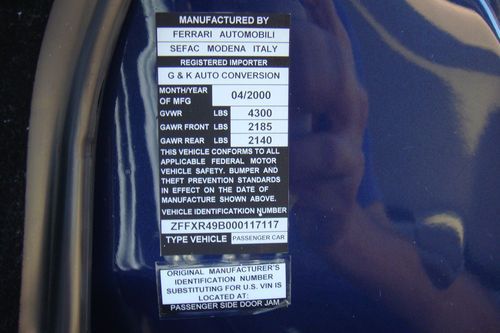 MANUFACTURED BY
FERRARI AUTOMOBILI
SEFAC MODENA ITALY
REGISTERED IMPORTER
G & K AUTO CONVERSION
MONTH/YEAR OF MFG 04/2000
GVWR LBS 4300
GAWR FRONT LBS 2185
GAWR REAR LBS 2140
THIS VEHICLE CONFORMS TO ALL
APPLICABLE FEDERAL MOTOR
VEHICLE SAFETY. BUMPER AND
THEFT PREVENTION STANDARDS
IN EFFECT ON THE DATE OF
MANUFACTURE SHOWN ABOVE.
VEHICLE IDENTIFICATKION NUMBER
ZFFXR49B000117117
TYPE VEHICLE PASSENGER CAR
ORIGINAL MANUFACTURER'S
IDENTIFICATION NUMBER
SUBSTITUTING FOR U.S. VIN IS
LOCATED AT:
PASSENGER SIDE DOOR JAM